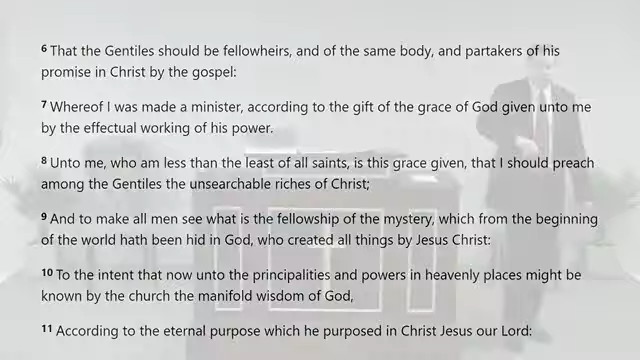 6 That the Gentiles should be fellowheirs, and of the same body, and partakers of his
promise in Christ by the gospel:
7 Whereof I was made a minister, according to the gift of the grace of God given unto me
by the effectual working of his power.
8 Unto me, who am less than the least of all saints, is this grace given, that I should preach
among the Gentiles the unsearchable riches of Christ;
9 And to make all men see what is the fellowship of the mystery, which from the beginning
of the world hath been hid in God, who created all things by Jesus Christ:
10 To the intent that now unto the principalities and powers in heavenly places might be
known by the church the manifold wisdom of God,
11 According to the eternal purpose which he purposed in Christ Jesus our Lord: